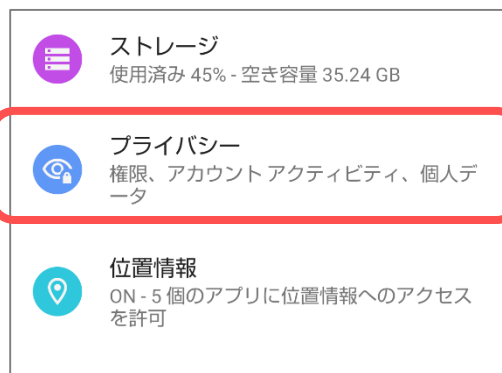 ストレージ
使用済み 45% - 空き容量 35.24 GB
プライバシー
権限、アカウント アクティビティ、個人デ
ータ
位置情報
ON - 5 個のアプリに位置情報へのアクセス
を許可